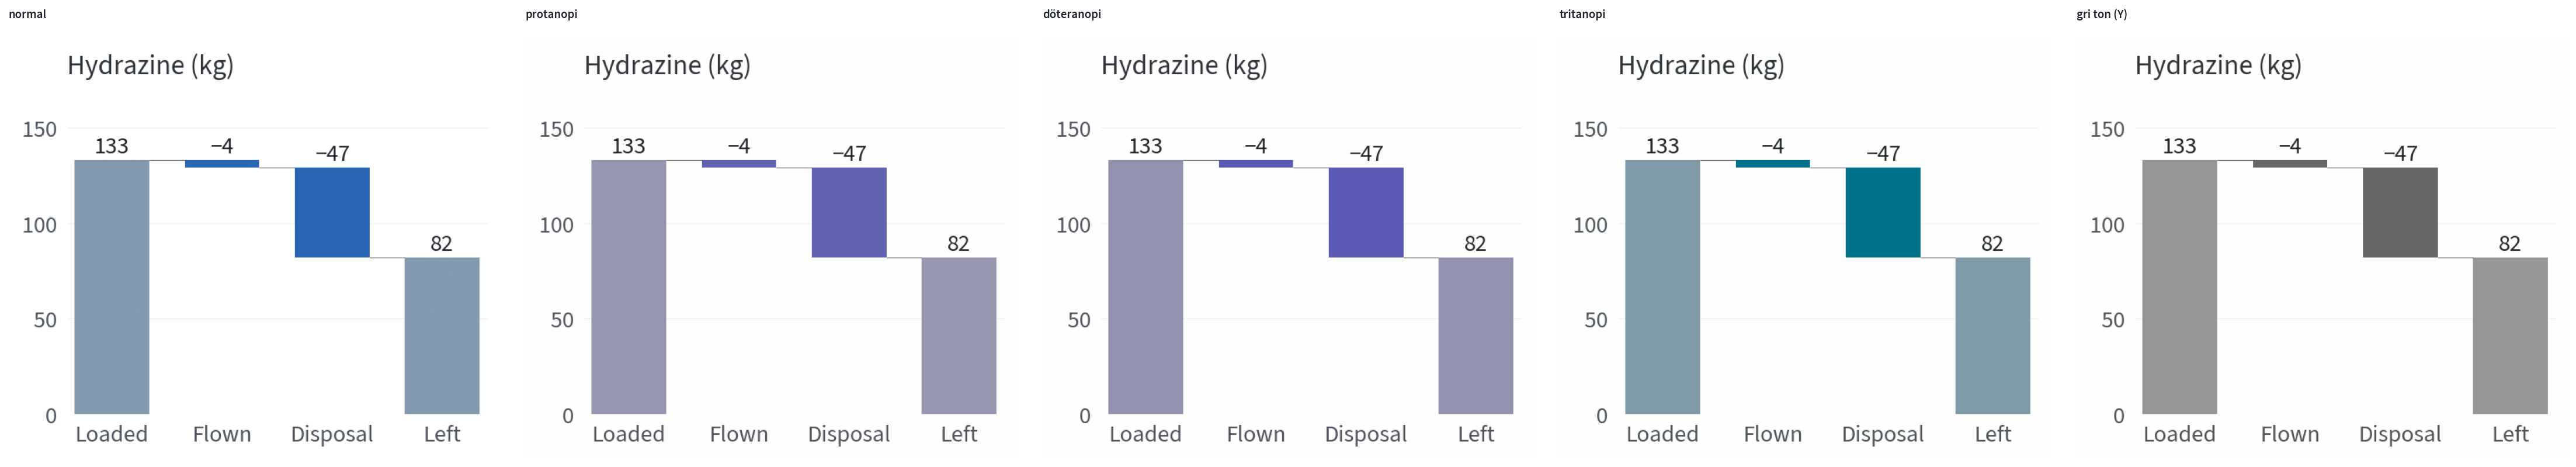 normal
Hydrazine (kg)
150
100
50
0
133
−4
−47
82
Loaded Flown Disposal Left
protanopi
Hydrazine (kg)
150
100
50
0
133
−4
−47
82
Loaded Flown Disposal Left
döteranopi
Hydrazine (kg)
150
100
50
0
133
−4
−47
82
Loaded Flown Disposal Left
tritanopi
Hydrazine (kg)
150
100
50
0
133
−4
−47
82
Loaded Flown Disposal Left
gri ton (Y)
Hydrazine (kg)
150
100
50
0
133
−4
−47
82
Loaded Flown Disposal Left